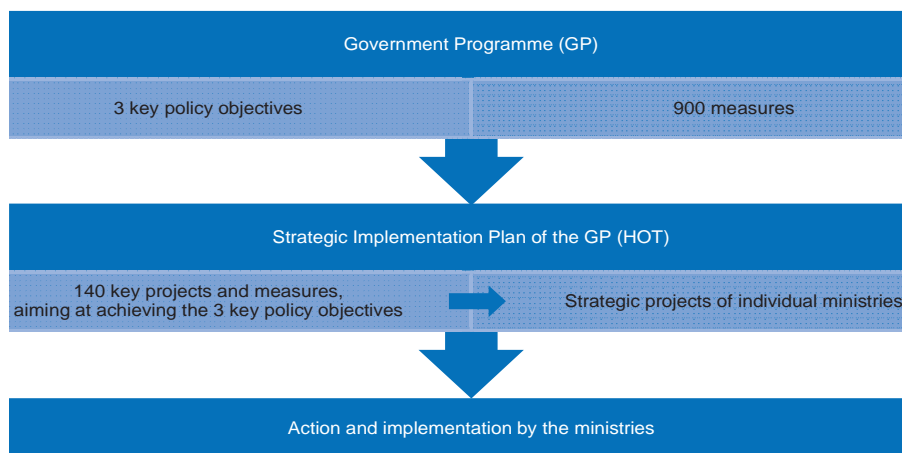 Government Programme (GP)
3 key policy objectives
900 measures
Strategic Implementation Plan of the GP (HOT)
140 key projects and measures,
aiming at achieving the 3 key policy objectives
Strategic projects of individual ministries
Action and implementation by the ministries